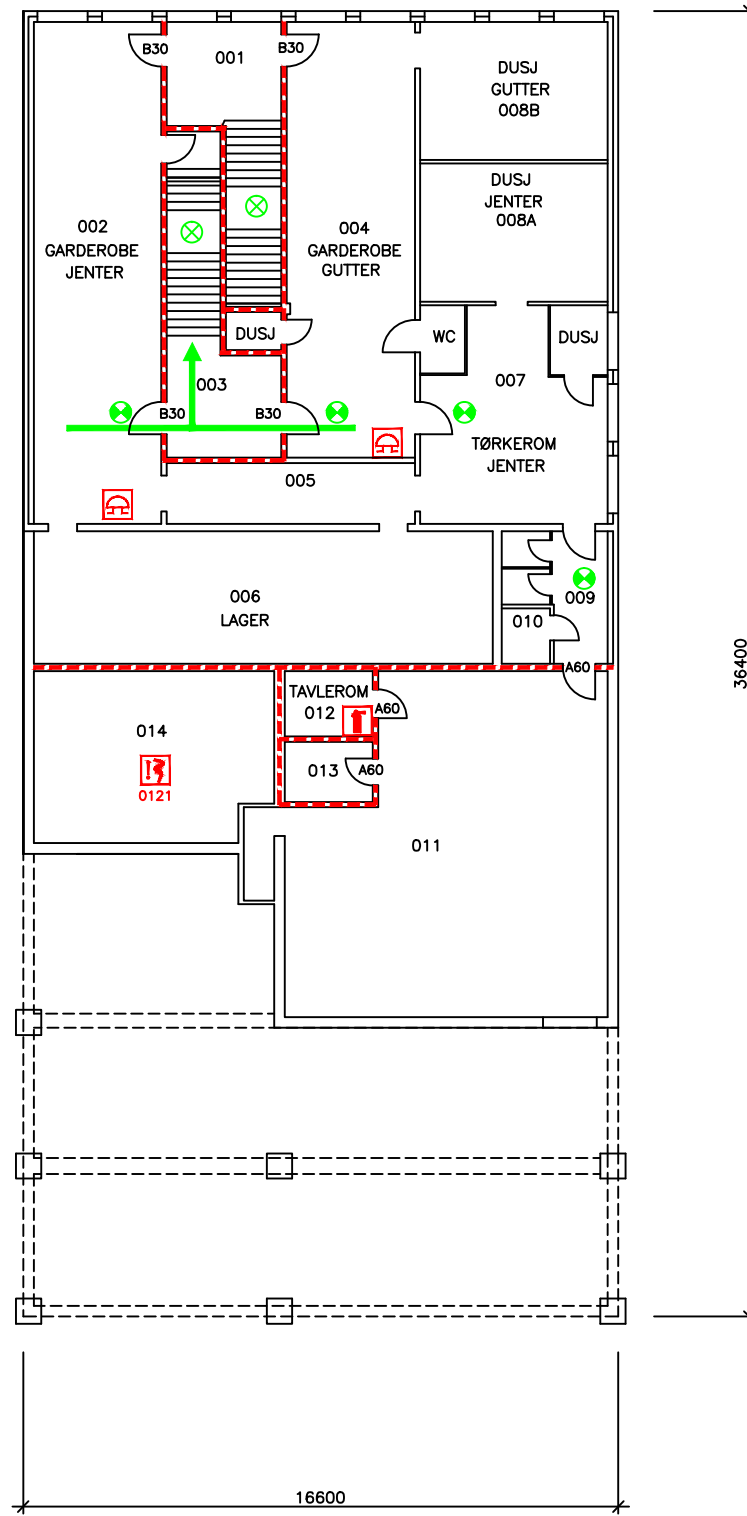 B30
001
B30
DUSJ
GUTTER
008B
DUSJ
JENTER
008A
002
GARDEROBE
JENTER
004
GARDEROBE
GUTTER
DUSJ
WC
DUSJ
003
007
B30
B30
TØRKEROM
JENTER
005
006
LAGER
009
010
A60
36400
TAVLEROM
012
A60
014
013
A60
0121
011
16600